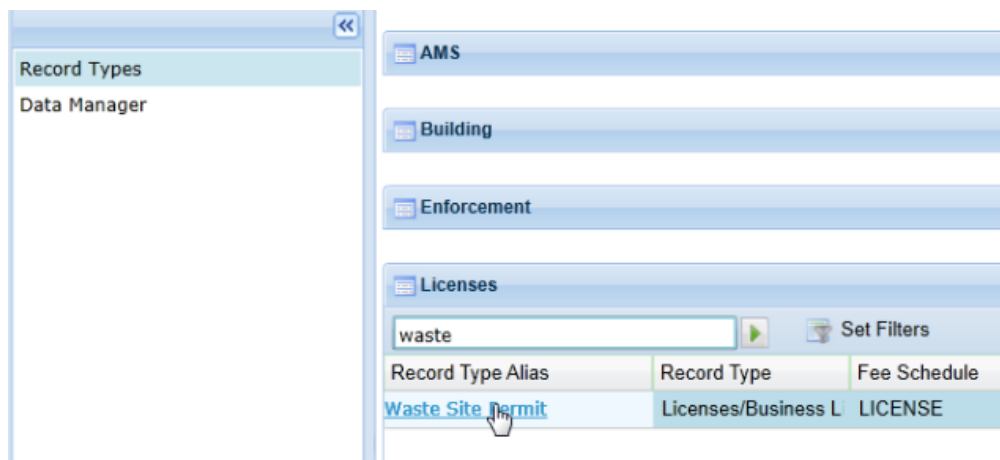 Record Types
Data Manager
AMS
Building
Enforcement
Licenses
waste
Set Filters
Record Type Alias Record Type Fee Schedule
Waste Site Permit Licenses/Business Li LICENSE